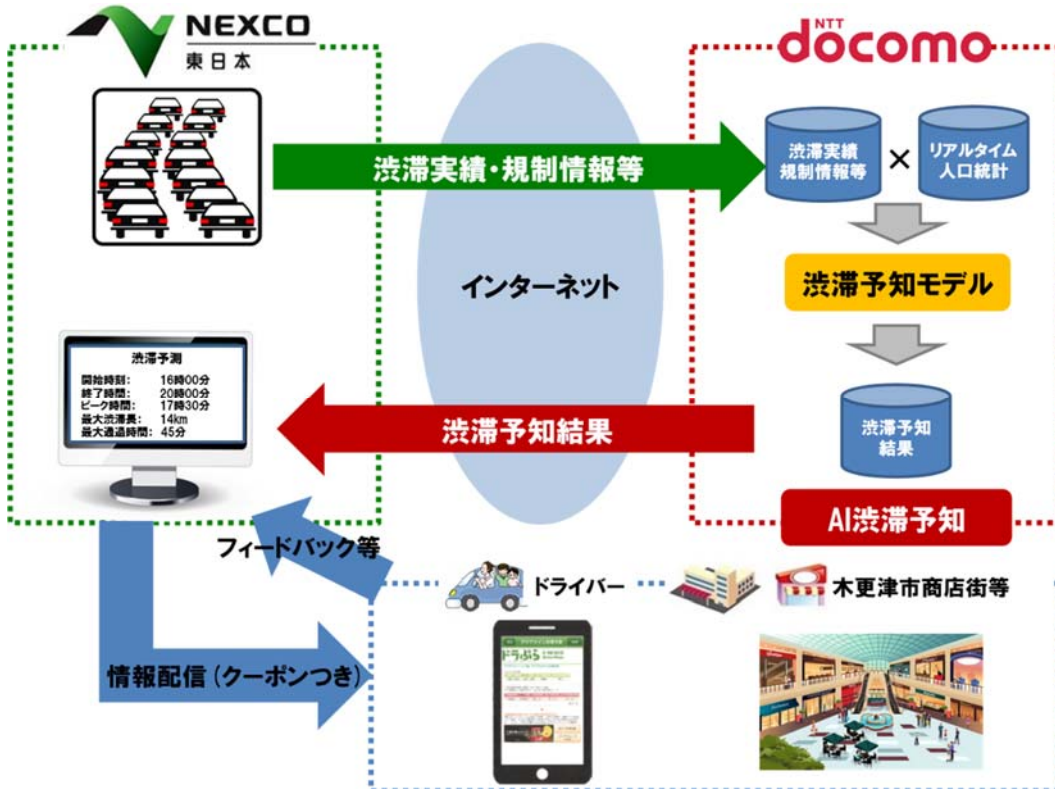 NEXCO
東日本
NTT
docomo
渋滞実績・規制情報等
渋滞実績
規制情報等
×
リアルタイム
人口統計
インターネット
渋滞予知モデル
渋滞予測
開始時刻： 16時00分
終了時間： 20時00分
ピーク時間： 17時30分
最大渋滞長： 14km
最大通過時間： 45分
渋滞予知結果
渋滞予知
結果
AI渋滞予知
フィードバック等
ドライバー
木更津市商店街等
情報配信（クーポンつき）
ドラぷら